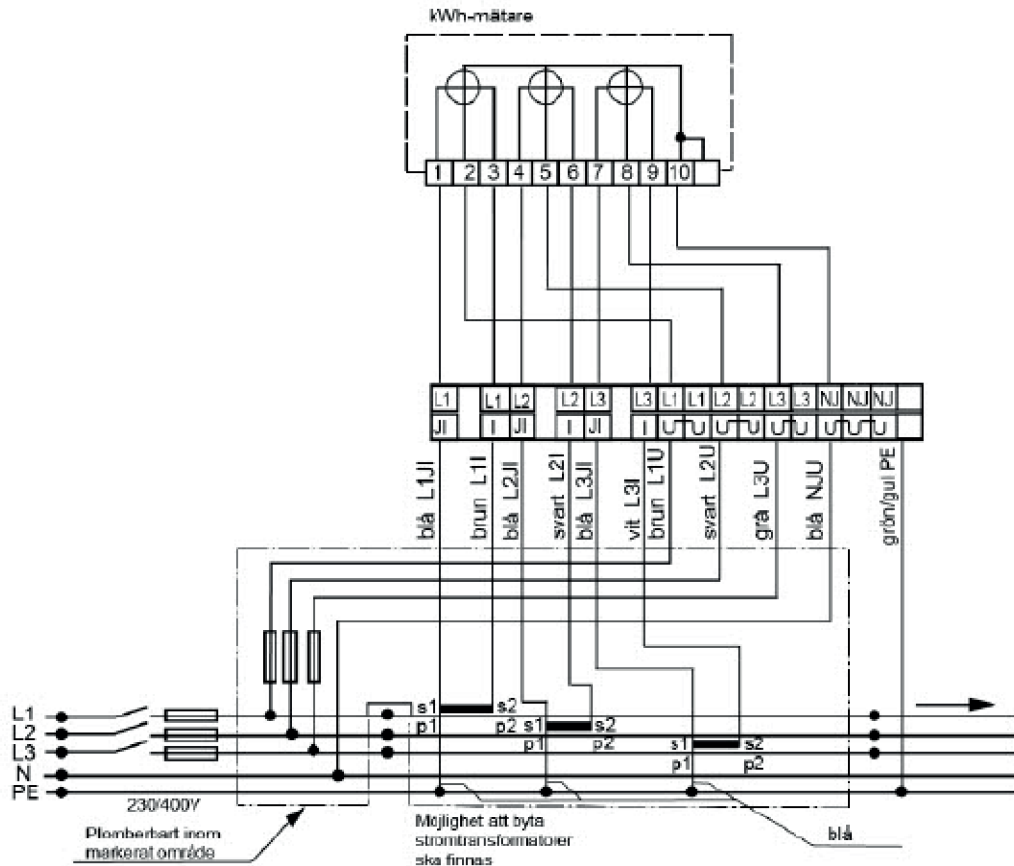 kWh-mätare
1 2 3 4 5 6 7 8 9 10
L1 L1 L2 L2 L3 L3 L1 L1 L2 L2 L3 L3 NJ NJ NJ
JI I JI I JI I U U U U U U U U U
blå L1JI
brun L1I
blå L2JI
svart L2I
blå L3JI
vit L3I
brun L1U
svart L2U
grå L3U
blå NJU
grön/gul PE
s1 s2
p1 p2
s1 s2
p1 p2
s1 s2
p1 p2
L1
L2
L3
N
PE
230/400V
Plomberbart inom
markerat område
Möjlighet att byta
strömtransformatorer
ska finnas
blå